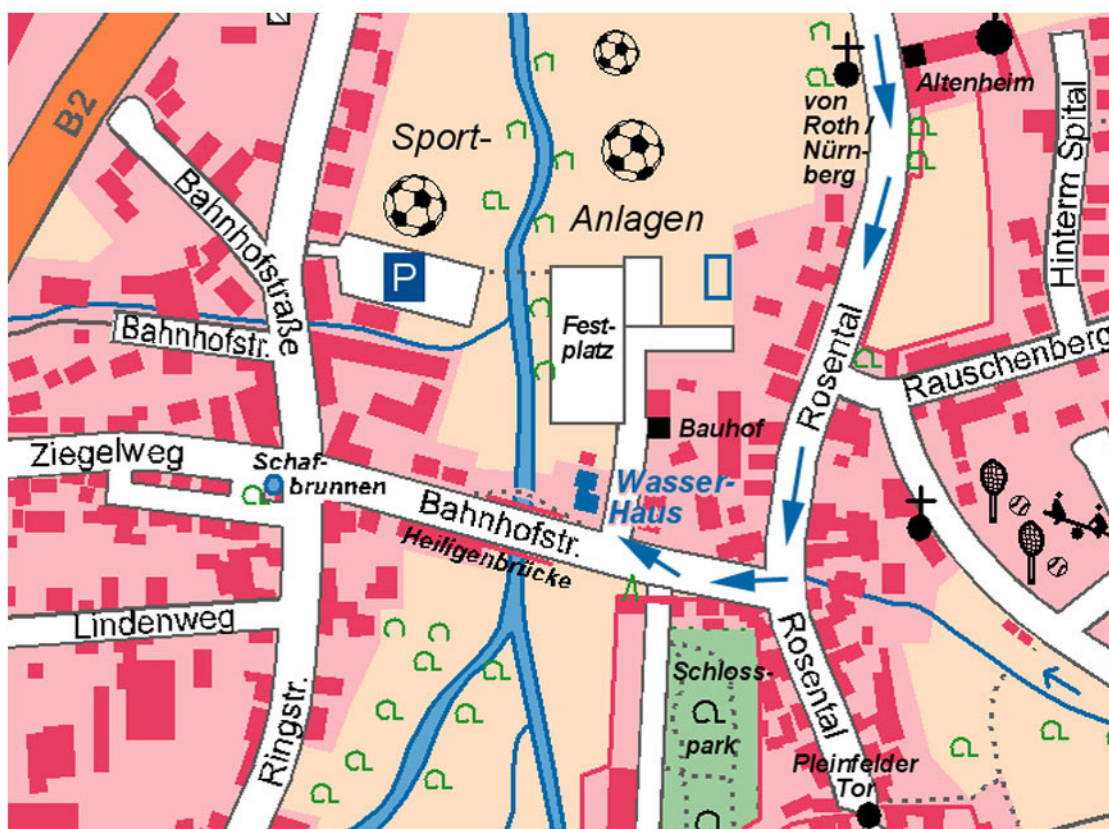 B2
Bahnhofstraße
Sport-
Anlagen
P
von
Roth /
Nürn-
berg
Altenheim
Hinterm Spital
Bahnhofstr.
Fest-
platz
Rosental
Rauschenberg
Bauhof
Ziegelweg
Schaf-
brunnen
Wasser-
Haus
Bahnhofstr.
Heiligenbrücke
Lindenweg
Ringstr.
Schloss-
park
Rosental
Pleinfelder
Tor